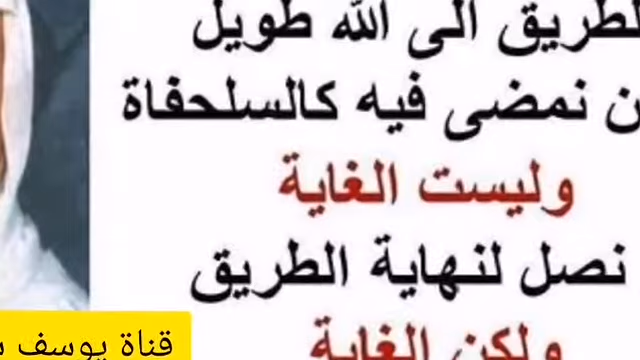 الطريق الى الله طويل
نمضى فيه كالسلحفاة
وليست الغاية
نصل لنهاية الطريق
ولكن الغاية
قناة يوسف